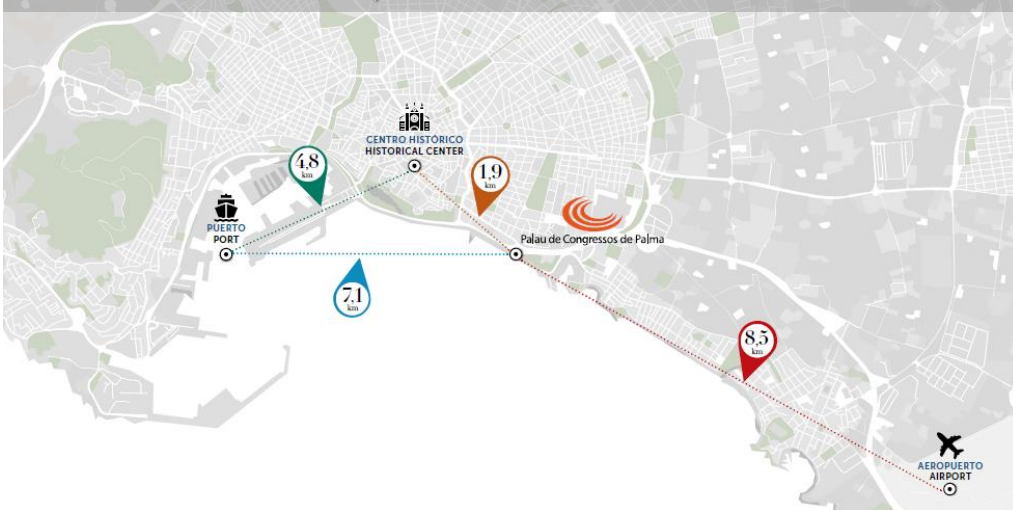 CENTRO HISTÓRICO
HISTORICAL CENTER
4,8
km
1,9
km
PUERTO
PORT
Palau de Congressos de Palma
7,1
km
8,5
km
AEROPUERTO
AIRPORT